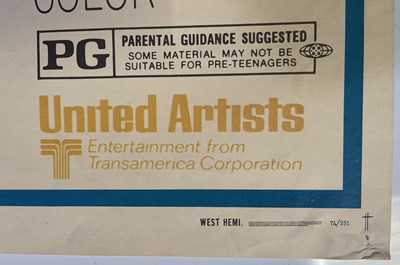 COLOR
PG
PARENTAL GUIDANCE SUGGESTED
SOME MATERIAL MAY NOT BE
SUITABLE FOR PRE-TEENAGERS
United Artists
Entertainment from
Transamerica Corporation
WEST HEMI.
74/251